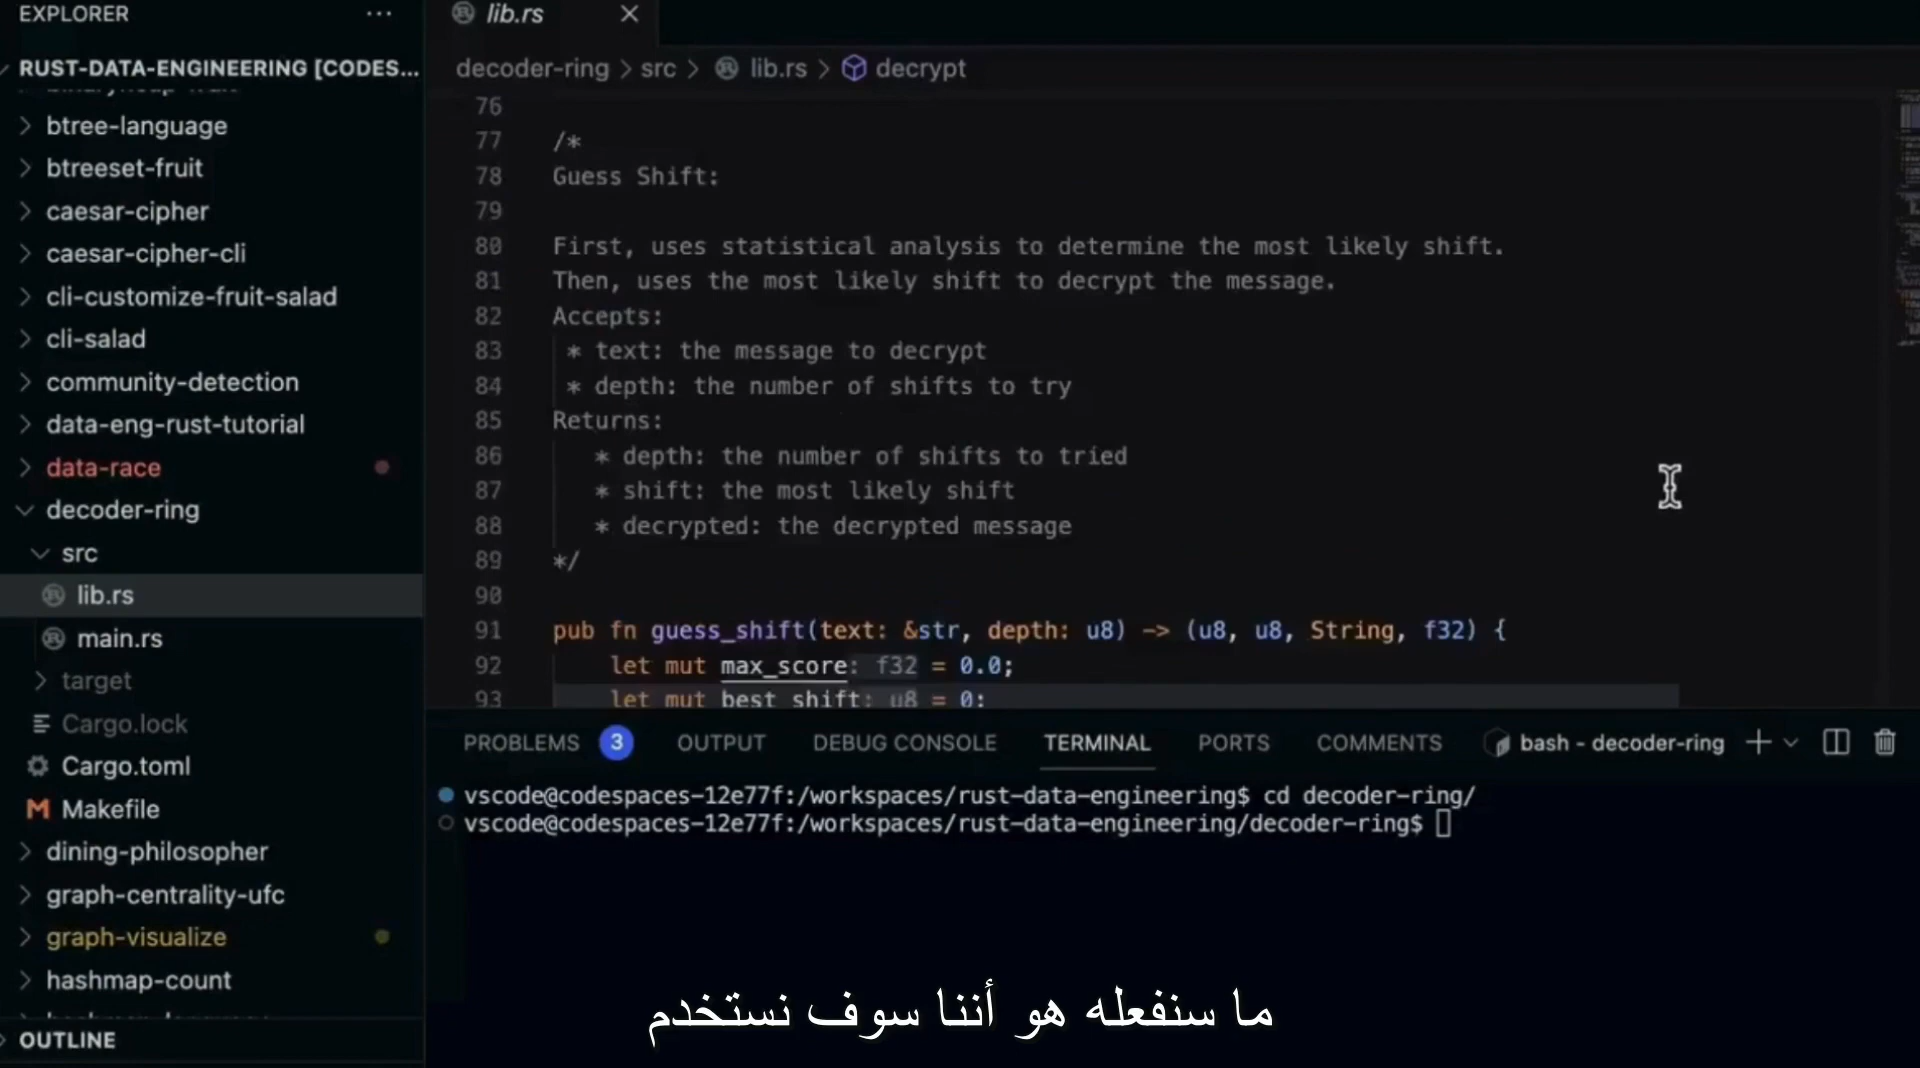 EXPLORER
RUST-DATA-ENGINEERING [CODES...
btree-language
btreeset-fruit
caesar-cipher
caesar-cipher-cli
cli-customize-fruit-salad
cli-salad
community-detection
data-eng-rust-tutorial
data-race
decoder-ring
src
lib.rs
main.rs
target
Cargo.lock
Cargo.toml
Makefile
dining-philosopher
graph-centrality-ufc
graph-visualize
hashmap-count
OUTLINE
lib.rs
decoder-ring > src > lib.rs > decrypt
76
77 /*
78 Guess Shift:
79
80 First, uses statistical analysis to determine the most likely shift.
81 Then, uses the most likely shift to decrypt the message.
82 Accepts:
83 * text: the message to decrypt
84 * depth: the number of shifts to try
85 Returns:
86 * depth: the number of shifts to tried
87 * shift: the most likely shift
88 * decrypted: the decrypted message
89 */
90
91 pub fn guess_shift(text: &str, depth: u8) -> (u8, u8, String, f32) {
92 let mut max_score: f32 = 0.0;
93 let mut best_shift: u8 = 0;
PROBLEMS 3 OUTPUT DEBUG CONSOLE TERMINAL PORTS COMMENTS bash - decoder-ring
vscode@codespaces-12e77f:/workspaces/rust-data-engineering$ cd decoder-ring/
vscode@codespaces-12e77f:/workspaces/rust-data-engineering/decoder-ring$
ما سنفعله هو أننا سوف نستخدم